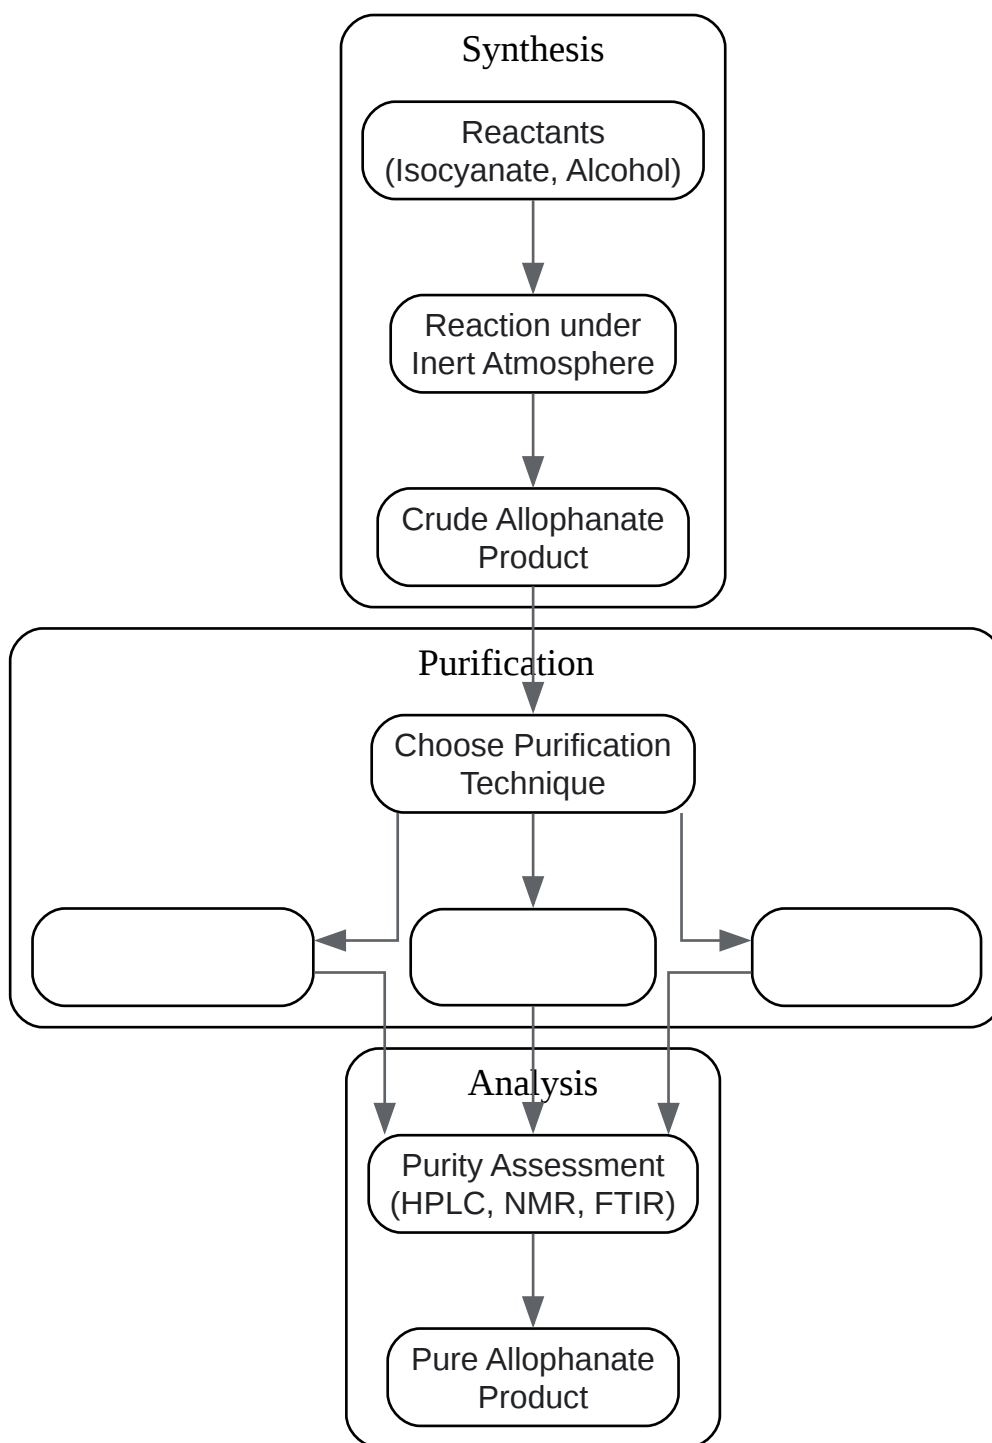 Synthesis
Reactants
(Isocyanate, Alcohol)
Reaction under
Inert Atmosphere
Crude Allophanate
Product
Purification
Choose Purification
Technique
Analysis
Purity Assessment
(HPLC, NMR, FTIR)
Pure Allophanate
Product